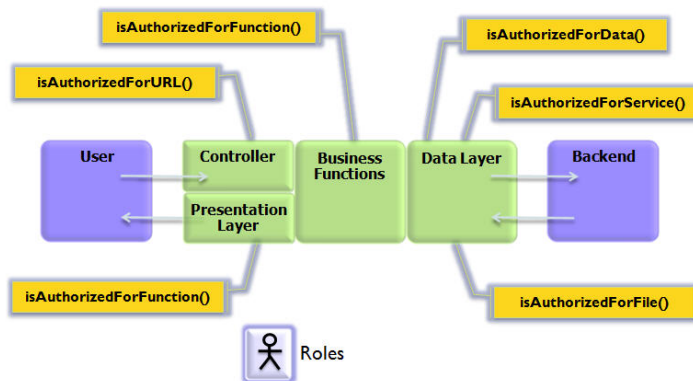 isAuthorizedForFunction()
isAuthorizedForData()
isAuthorizedForURL()
isAuthorizedForService()
User
Controller
Business
Functions
Data Layer
Backend
Presentation
Layer
isAuthorizedForFunction()
isAuthorizedForFile()
Roles